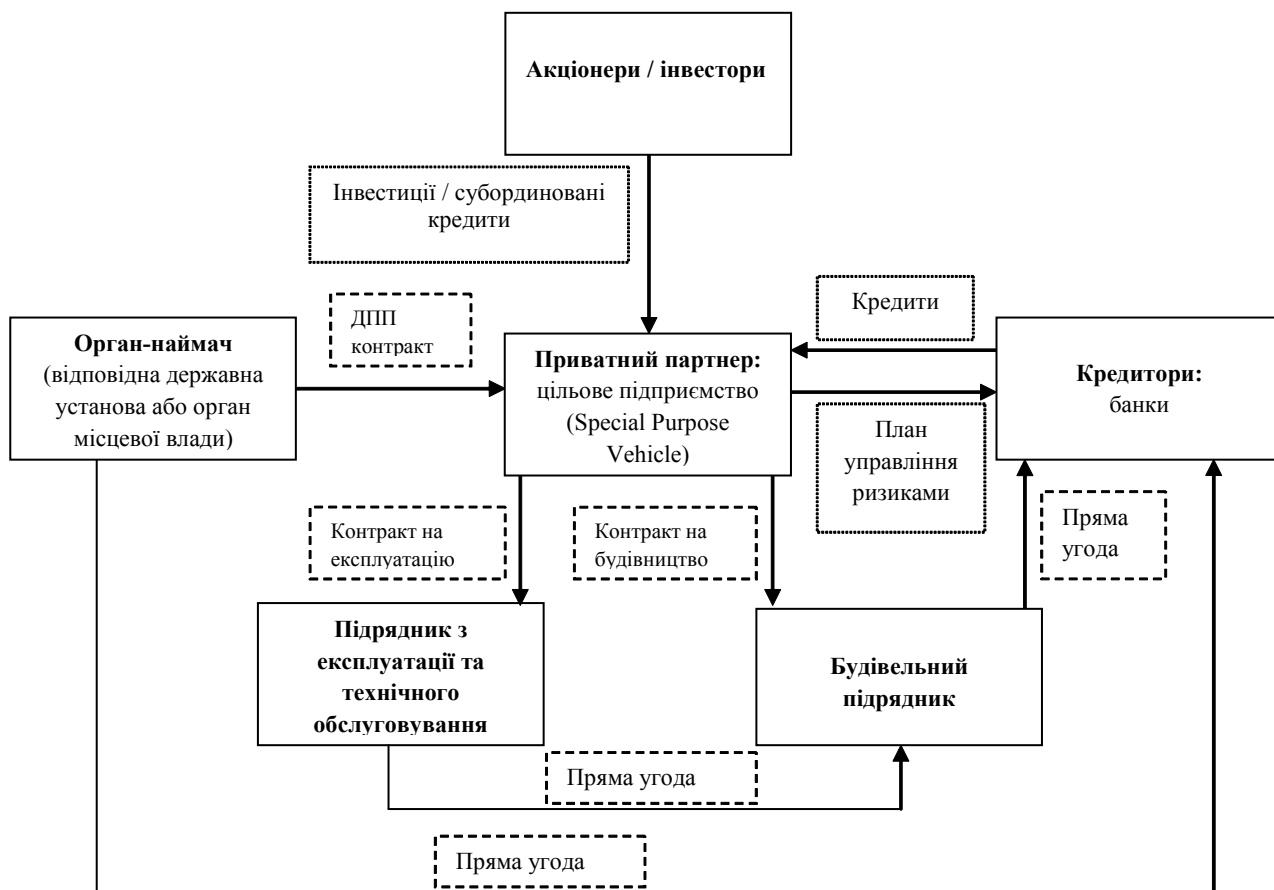 Акціонери / інвестори
Інвестиції / субординовані
кредити
ДПП
контракт
Кредити
Орган-наймач
(відповідна державна
установа або орган
місцевої влади)
Приватний партнер:
цільове підприємство
(Special Purpose
Vehicle)
Кредитори:
банки
План
управління
ризиками
Контракт на
експлуатацію
Контракт на
будівництво
Пряма
угода
Підрядник з
експлуатації та
технічного
обслуговування
Будівельний
підрядник
Пряма угода
Пряма угода